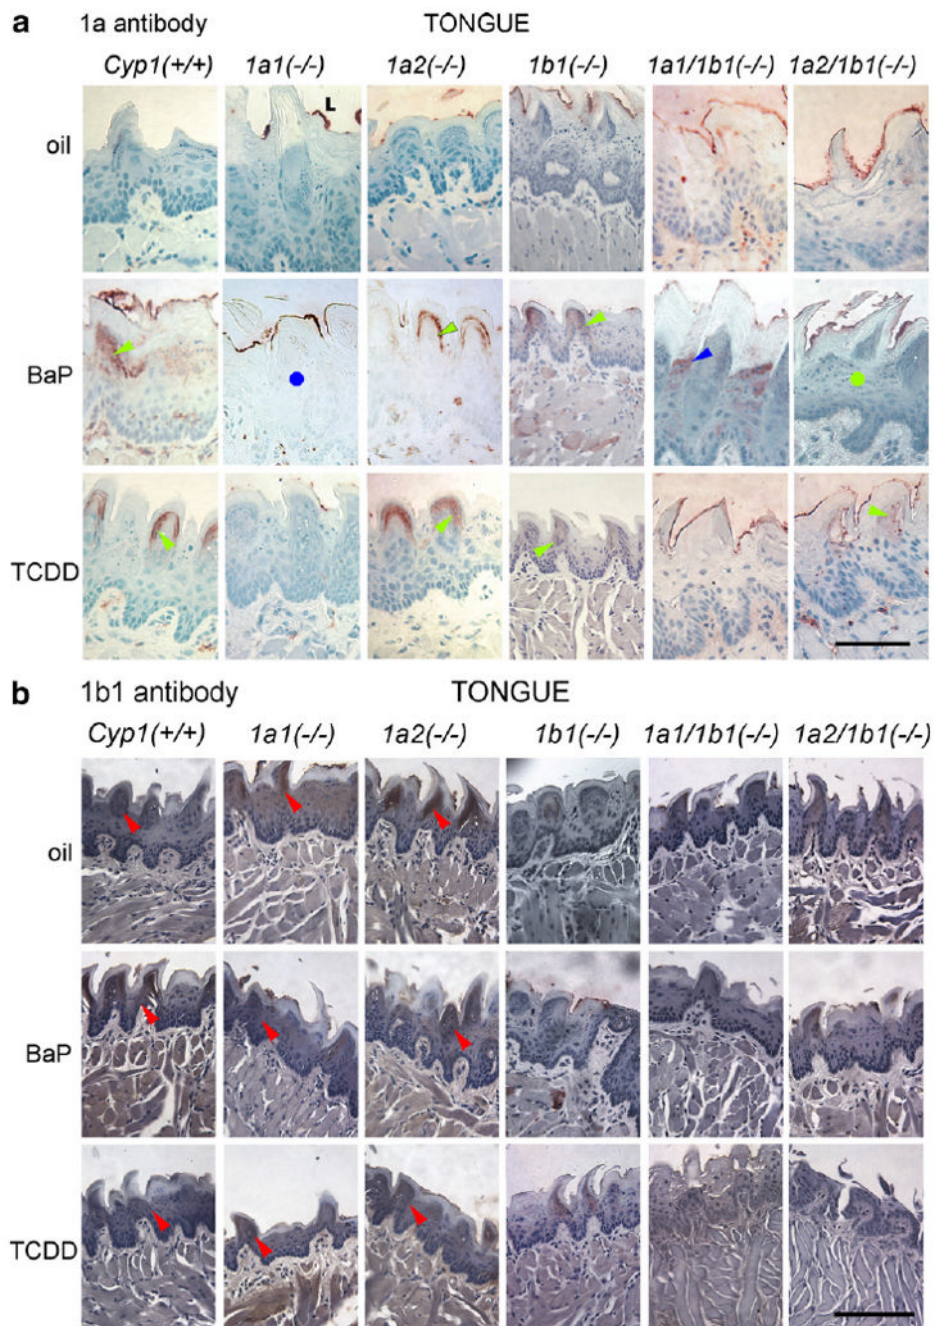 a 1a antibody TONGUE
Cyp1(+/+) 1a1(-/-) 1a2(-/-) 1b1(-/-) 1a1/1b1(-/-) 1a2/1b1(-/-)
oil L
BaP
TCDD
b 1b1 antibody TONGUE
Cyp1(+/+) 1a1(-/-) 1a2(-/-) 1b1(-/-) 1a1/1b1(-/-) 1a2/1b1(-/-)
oil
BaP
TCDD